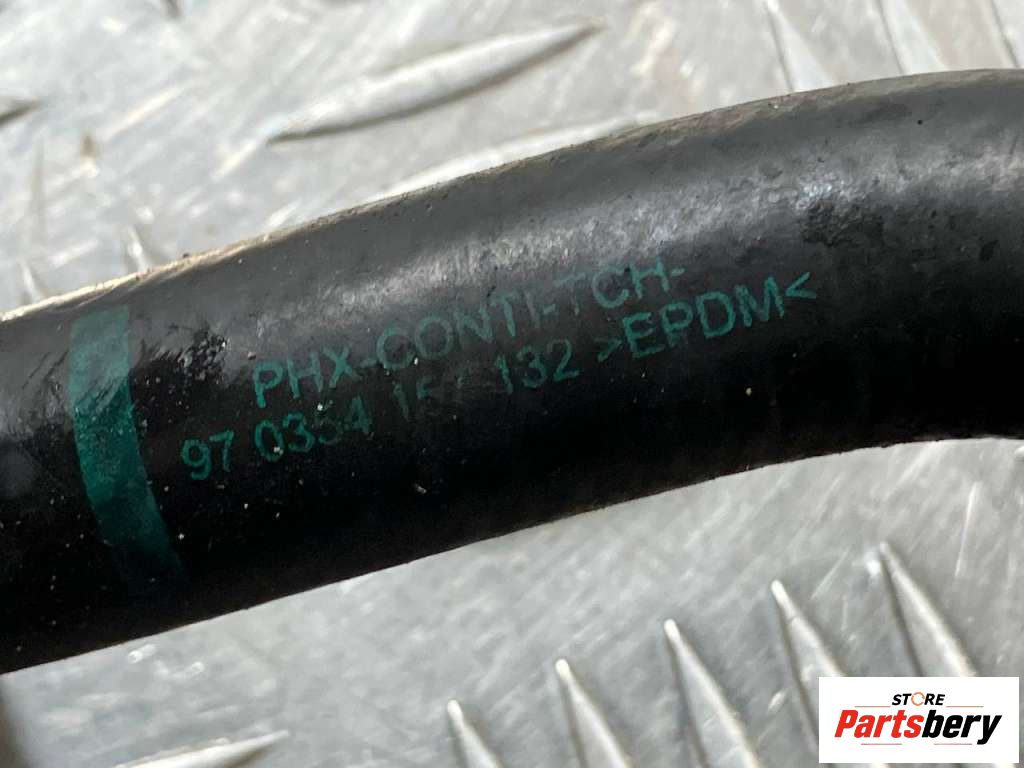 PHX-CONTI-TCH-
97 0354 132 >EPDM<
STORE
Partsbery